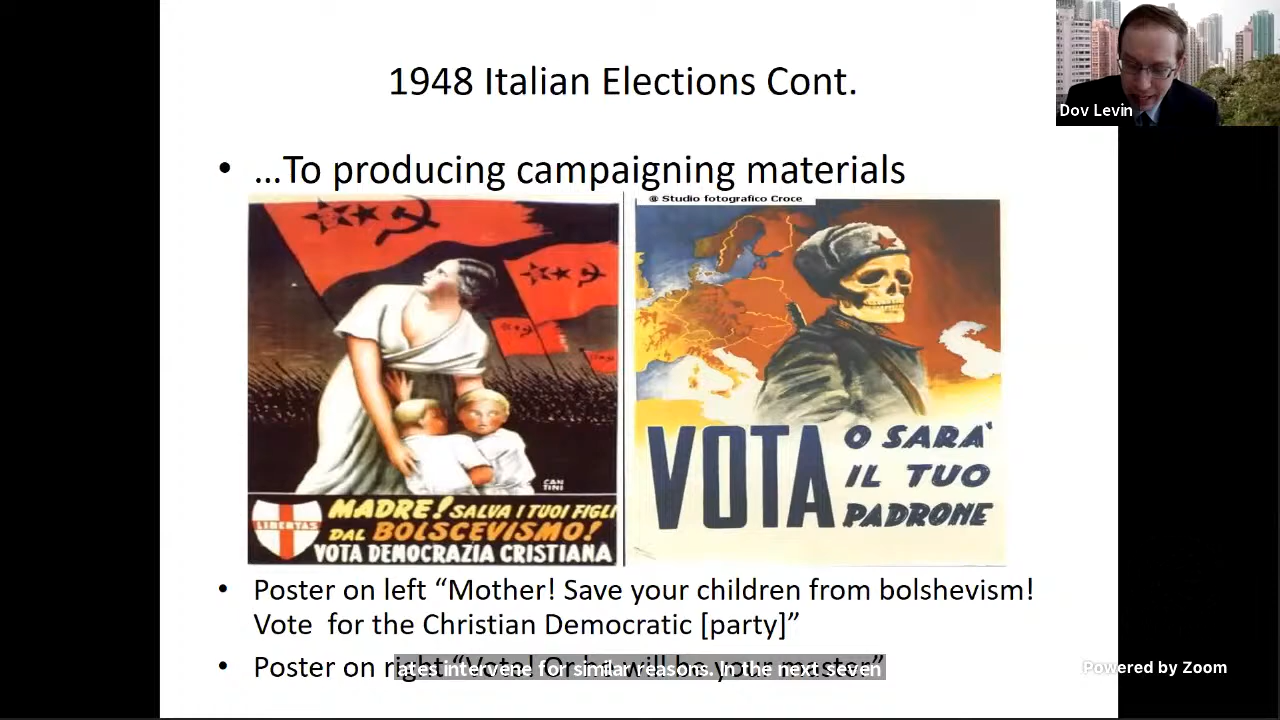 1948 Italian Elections Cont.
Dov Levin
• …To producing campaigning materials
@ Studio fotografico Croce
CAN
TINI
LIBERTAS
MADRE! SALVA I TUOI FIGLI
DAL BOLSCEVISMO!
VOTA DEMOCRAZIA CRISTIANA
VOTA O SARA'
IL TUO
PADRONE
• Poster on left “Mother! Save your children from bolshevism!
Vote for the Christian Democratic [party]”
• Poster on right “Vote! Or he will be your master”
ates intervene for similar reasons. In the next seven
Powered by Zoom